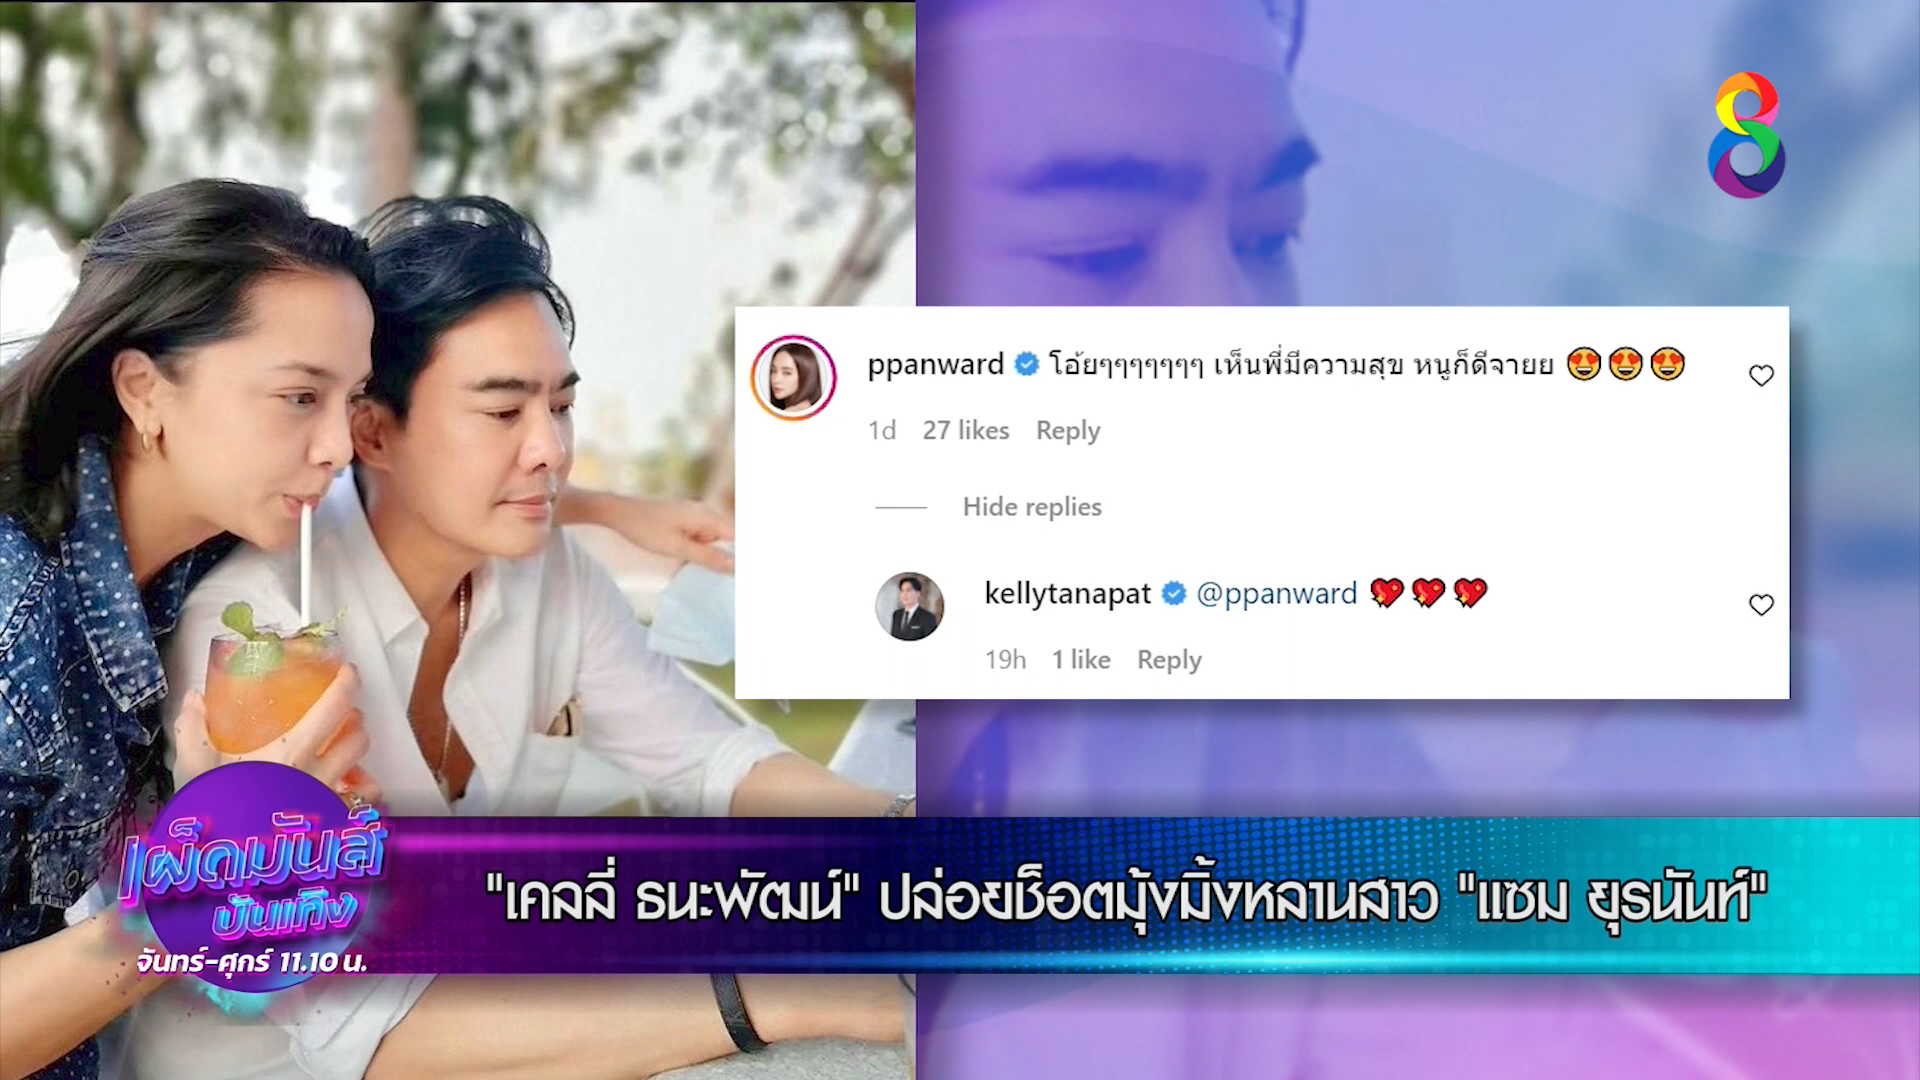 8
ppanward โอ้ยๆๆๆๆๆๆๆ เห็นพี่มีความสุข หนูก็ดีจายย 😍😍😍
1d 27 likes Reply
Hide replies
kellytanapat @ppanward 💖💖💖
19h 1 like Reply
เผ็ดมันส์
บันเทิง
จันทร์-ศุกร์ 11.10 น.
"เคลลี่ ธนะพัฒน์" ปล่อยช็อตมุ้งมิ้งหลานสาว "แซม ยุรนันท์"